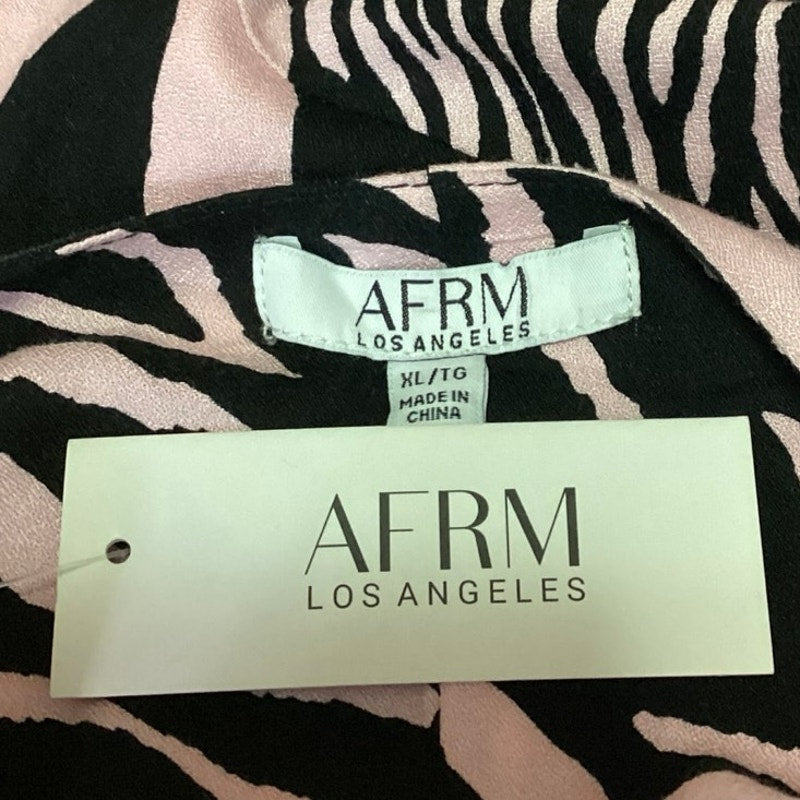 AFRM
LOS ANGELES
XL/TG
MADE IN
CHINA
AFRM
LOS ANGELES